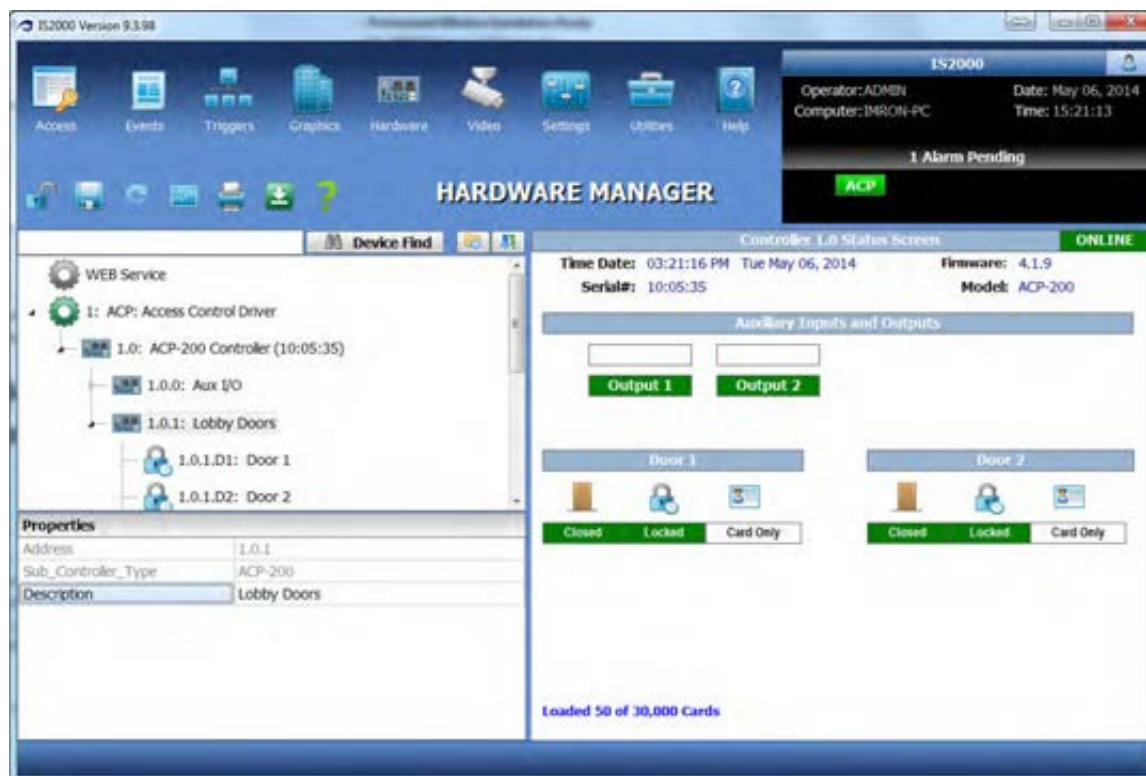 IS2000 Version 9.3.98
IS2000
Operator:ADMIN
Date: May 06, 2014
Computer:IMRON-PC
Time: 15:21:13
Access
Events
Triggers
Graphics
Hardware
Video
Settings
Utilities
Help
1 Alarm Pending
ACP
HARDWARE MANAGER
Device Find
WEB Service
1: ACP: Access Control Driver
1.0: ACP-200 Controller (10:05:35)
1.0.0: Aux I/O
1.0.1: Lobby Doors
1.0.1.D1: Door 1
1.0.1.D2: Door 2
Properties
Address 1.0.1
Sub_Controller_Type ACP-200
Description Lobby Doors
Controller 1.0 Status Screen
ONLINE
Time Date: 03:21:16 PM Tue May 06, 2014
Firmware: 4.1.9
Serial#: 10:05:35
Model: ACP-200
Auxiliary Inputs and Outputs
Output 1
Output 2
Door 1
Door 2
Closed Locked Card Only
Closed Locked Card Only
Loaded 50 of 30,000 Cards